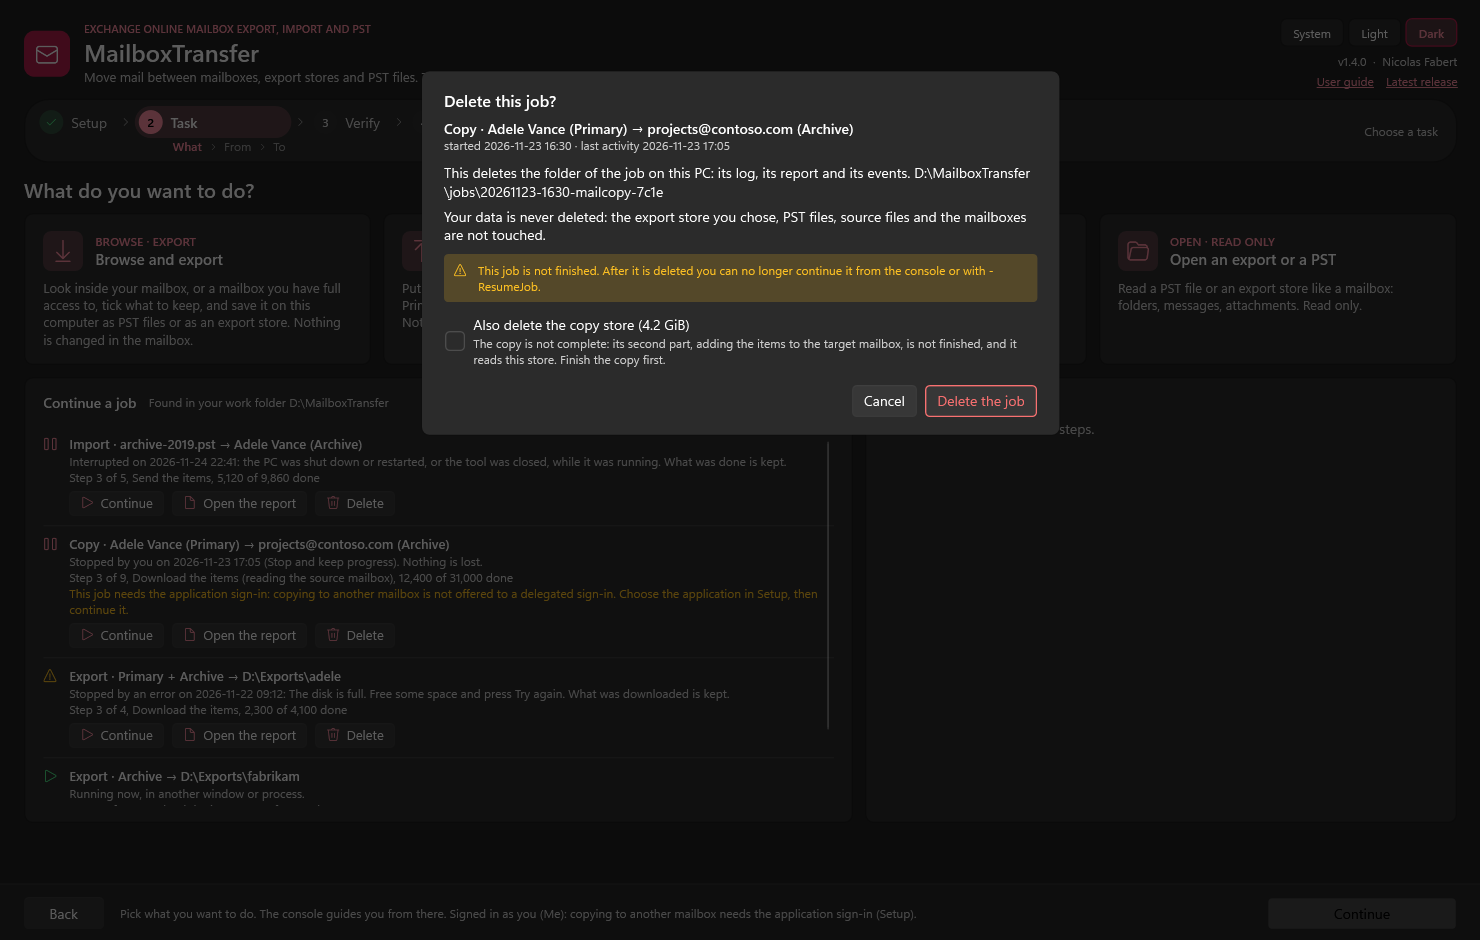 EXCHANGE ONLINE MAILBOX EXPORT, IMPORT AND PST
MailboxTransfer
Move mail between mailboxes, export stores and PST files.
System
Light
Dark
v1.4.0 · Nicolas Fabert
User guide
Latest release
Setup
2
Task
3
Verify
What
From
To
Choose a task
What do you want to do?
BROWSE · EXPORT
Browse and export
Look inside your mailbox, or a mailbox you have full
access to, tick what to keep, and save it on this
computer as PST files or as an export store. Nothing
is changed in the mailbox.
Put
Prin
Not
OPEN · READ ONLY
Open an export or a PST
Read a PST file or an export store like a mailbox:
folders, messages, attachments. Read only.
Delete this job?
Copy · Adele Vance (Primary) → projects@contoso.com (Archive)
started 2026-11-23 16:30 · last activity 2026-11-23 17:05
This deletes the folder of the job on this PC: its log, its report and its events. D:\MailboxTransfer
\jobs\20261123-1630-mailcopy-7c1e
Your data is never deleted: the export store you chose, PST files, source files and the mailboxes
are not touched.
This job is not finished. After it is deleted you can no longer continue it from the console or with -
ResumeJob.
Also delete the copy store (4.2 GiB)
The copy is not complete: its second part, adding the items to the target mailbox, is not finished, and it
reads this store. Finish the copy first.
Cancel
Delete the job
Continue a job
Found in your work folder D:\MailboxTransfer
steps.
Import · archive-2019.pst → Adele Vance (Archive)
Interrupted on 2026-11-24 22:41: the PC was shut down or restarted, or the tool was closed, while it was running. What was done is kept.
Step 3 of 5, Send the items, 5,120 of 9,860 done
Continue
Open the report
Delete
Copy · Adele Vance (Primary) → projects@contoso.com (Archive)
Stopped by you on 2026-11-23 17:05 (Stop and keep progress). Nothing is lost.
Step 3 of 9, Download the items (reading the source mailbox), 12,400 of 31,000 done
This job needs the application sign-in: copying to another mailbox is not offered to a delegated sign-in. Choose the application in Setup, then
continue it.
Continue
Open the report
Delete
Export · Primary + Archive → D:\Exports\adele
Stopped by an error on 2026-11-22 09:12: The disk is full. Free some space and press Try again. What was downloaded is kept.
Step 3 of 4, Download the items, 2,300 of 4,100 done
Continue
Open the report
Delete
Export · Archive → D:\Exports\fabrikam
Running now, in another window or process.
Back
Pick what you want to do. The console guides you from there. Signed in as you (Me): copying to another mailbox needs the application sign-in (Setup).
Continue